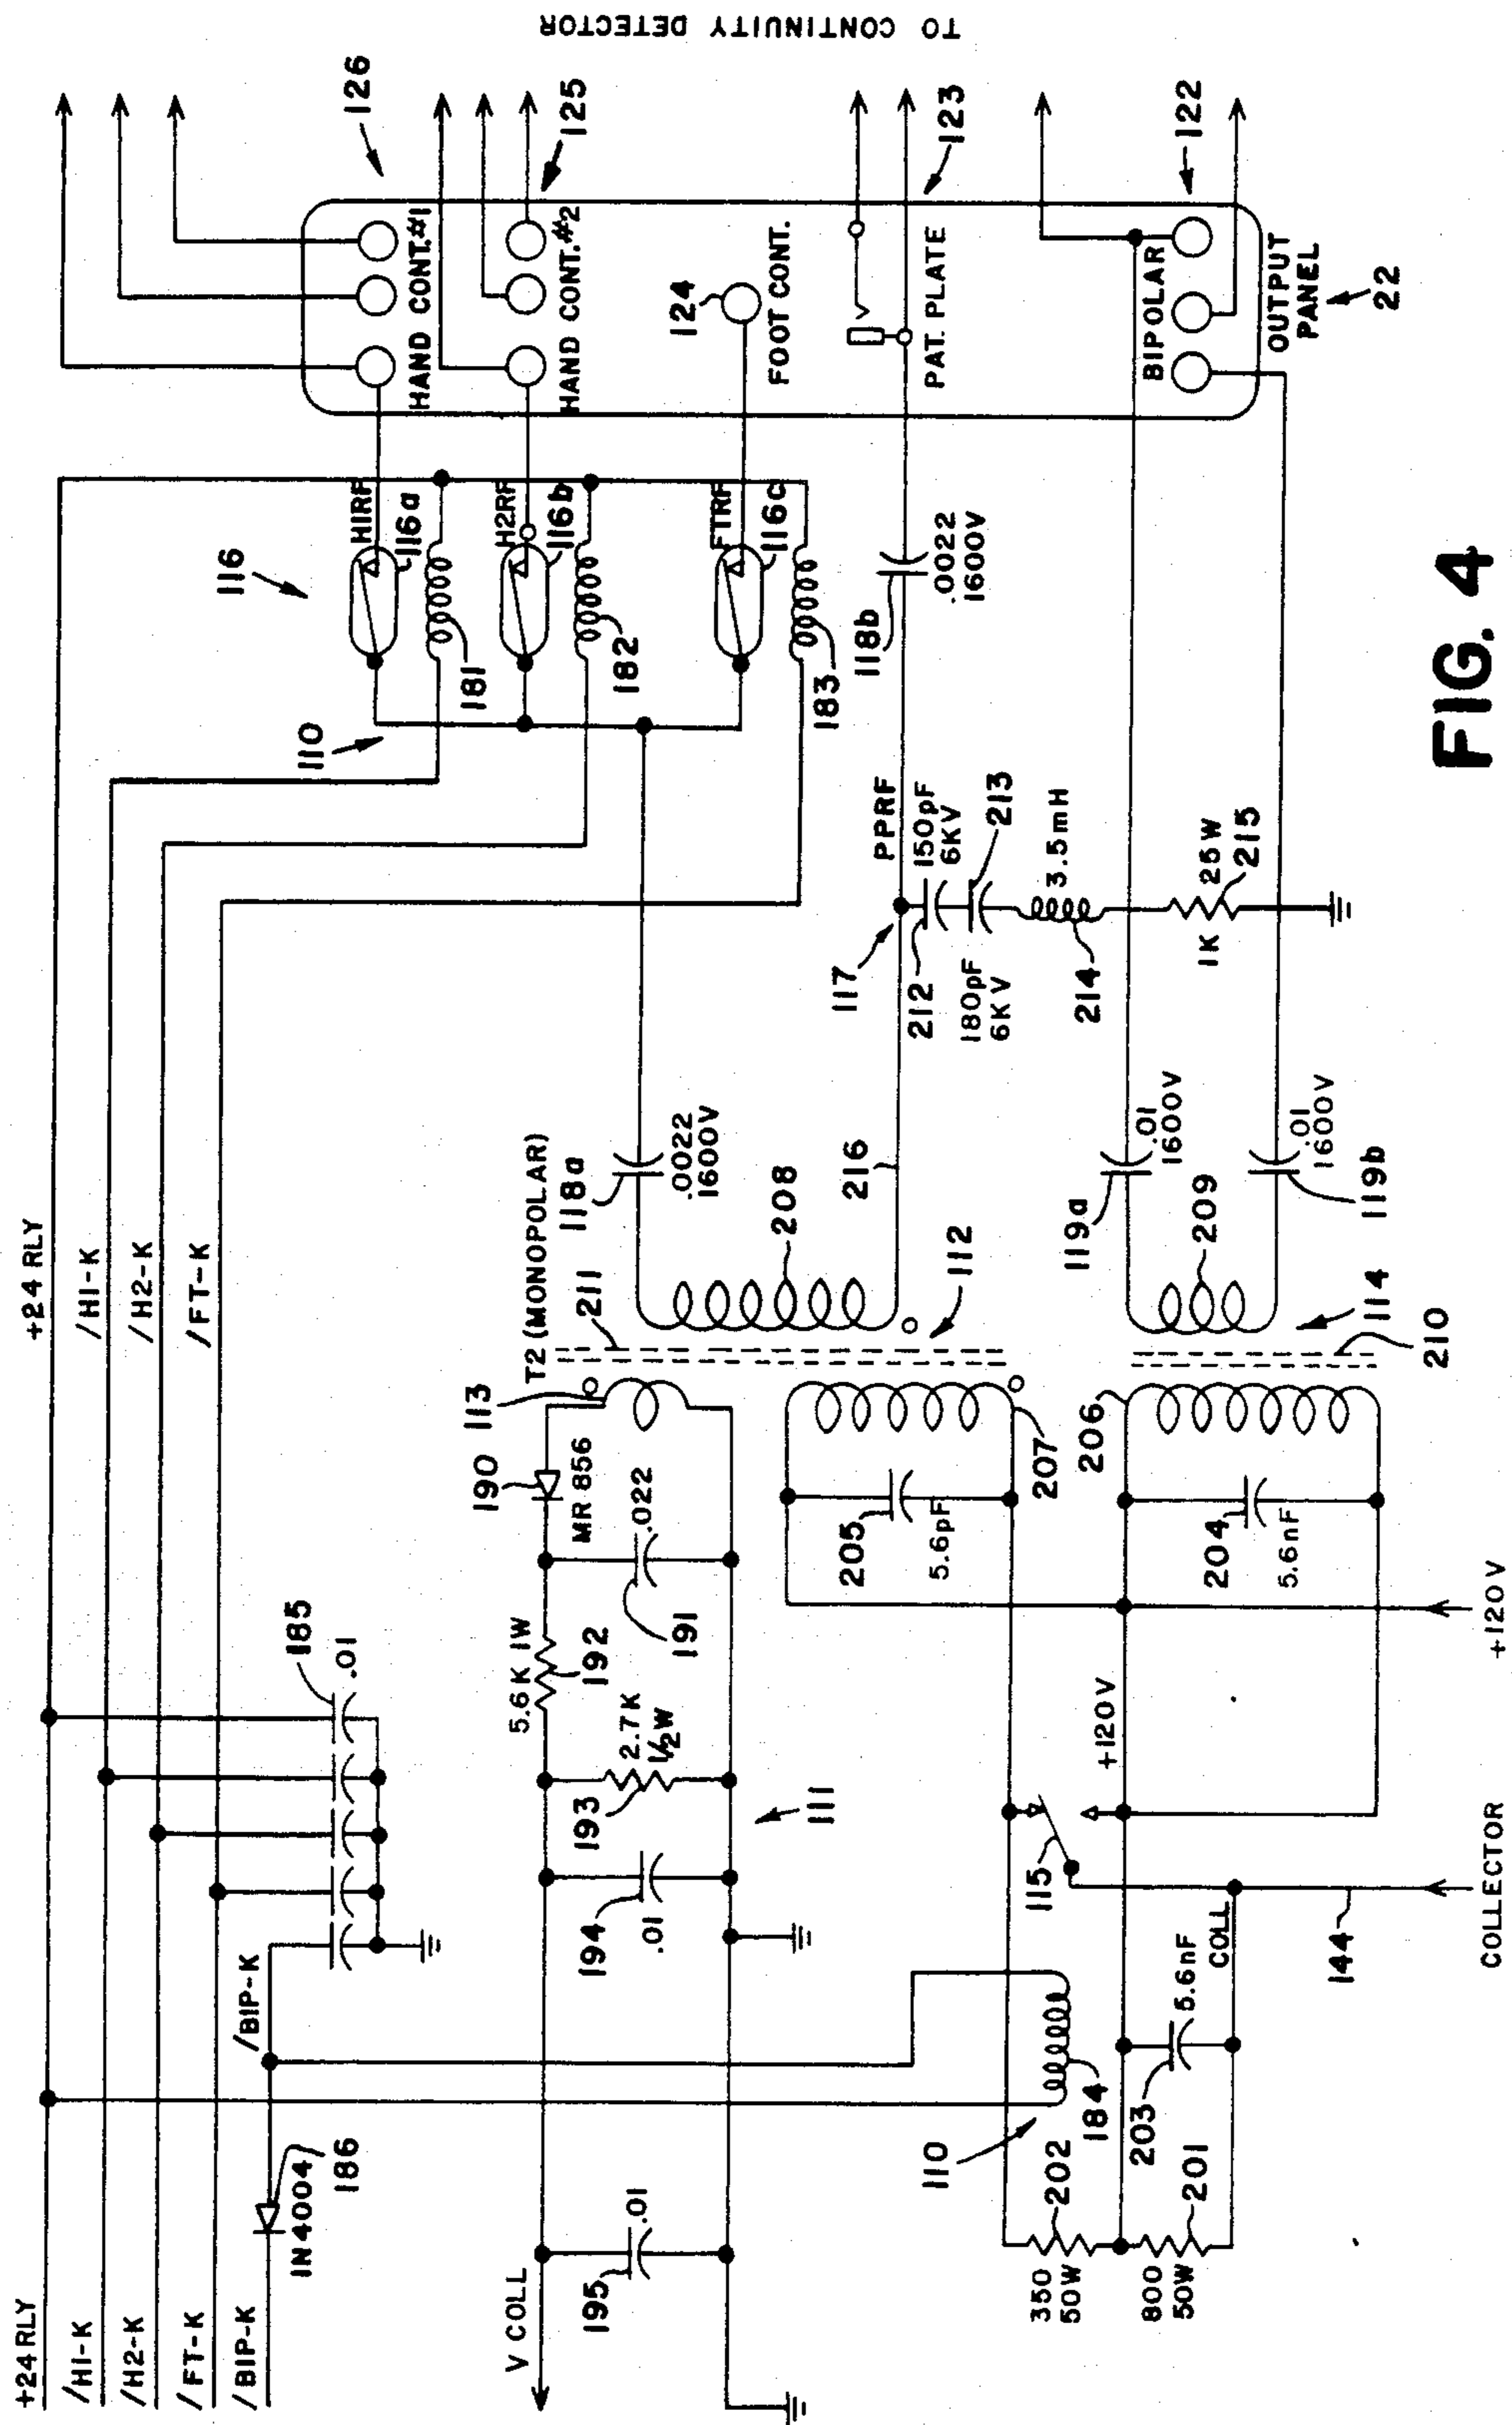 +24 RLY
/H1-K
/H2-K
/FT-K
/BIP-K
+24 RLY
/H1-K
/H2-K
/FT-K
/BIP-K
IN4004
186
185
.01
V COLL
195
.01
194
.01
193
2.7K
1/2W
5.6K 1W
192
191
.022
MR 856
190
113
T2 (MONOPOLAR)
211
111
110
184
350
50W
202
800
50W
201
203
5.6nF
COLL
144
COLLECTOR
115
+120V
+120V
205
5.6pF
204
5.6nF
207
206
112
208
118a
.0022
1600V
216
114
210
209
119a
.01
1600V
119b
.01
1600V
117
PPRF
212
150pF
6KV
180pF
6KV
213
214
3.5mH
1K
25W
215
118b
.0022
1600V
110
116
H1RF
116a
181
H2RF
116b
182
FTRF
116c
183
HAND CONT.#1
HAND CONT.#2
124
FOOT CONT.
PAT. PLATE
BIPOLAR
OUTPUT
PANEL
22
126
125
123
122
TO CONTINUITY DETECTOR
FIG. 4